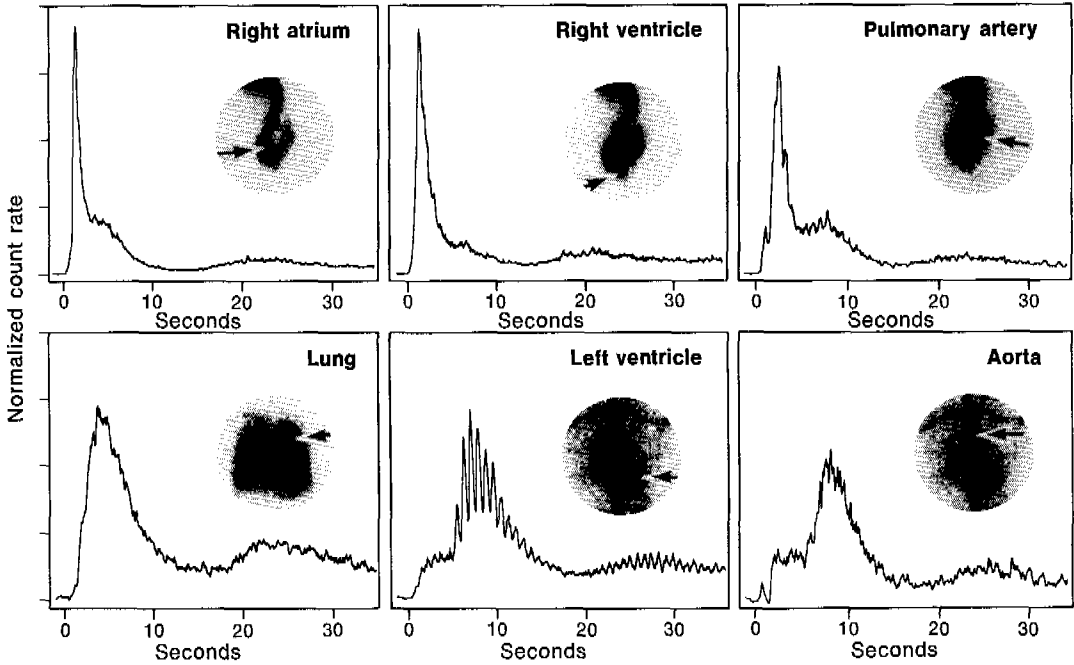 Normalized count rate
Right atrium
0 10 20 30
Seconds
Right ventricle
0 10 20 30
Seconds
Pulmonary artery
0 10 20 30
Seconds
Lung
0 10 20 30
Seconds
Left ventricle
0 10 20 30
Seconds
Aorta
0 10 20 30
Seconds